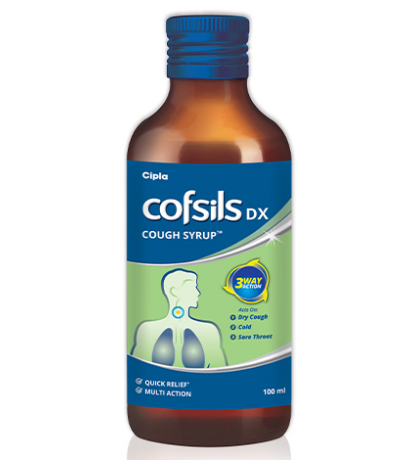 Cipla
cofsils DX
COUGH SYRUP™
3 WAY
ACTION
Acts On:
Dry Cough
Cold
Sore Throat
QUICK RELIEF
MULTI ACTION
100 ml